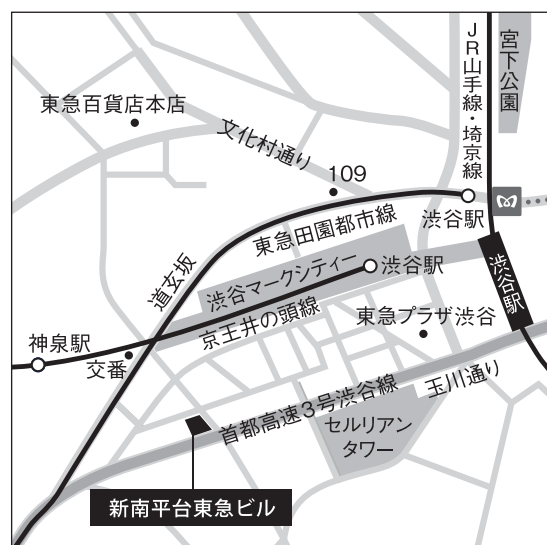 JR山手線・埼京線
宮下公園
東急百貨店本店
文化村通り
109
東急田園都市線
渋谷駅
道玄坂
渋谷マークシティー
渋谷駅
渋谷駅
京王井の頭線
東急プラザ渋谷
神泉駅
交番
首都高速3号渋谷線
玉川通り
セルリアン
タワー
新南平台東急ビル